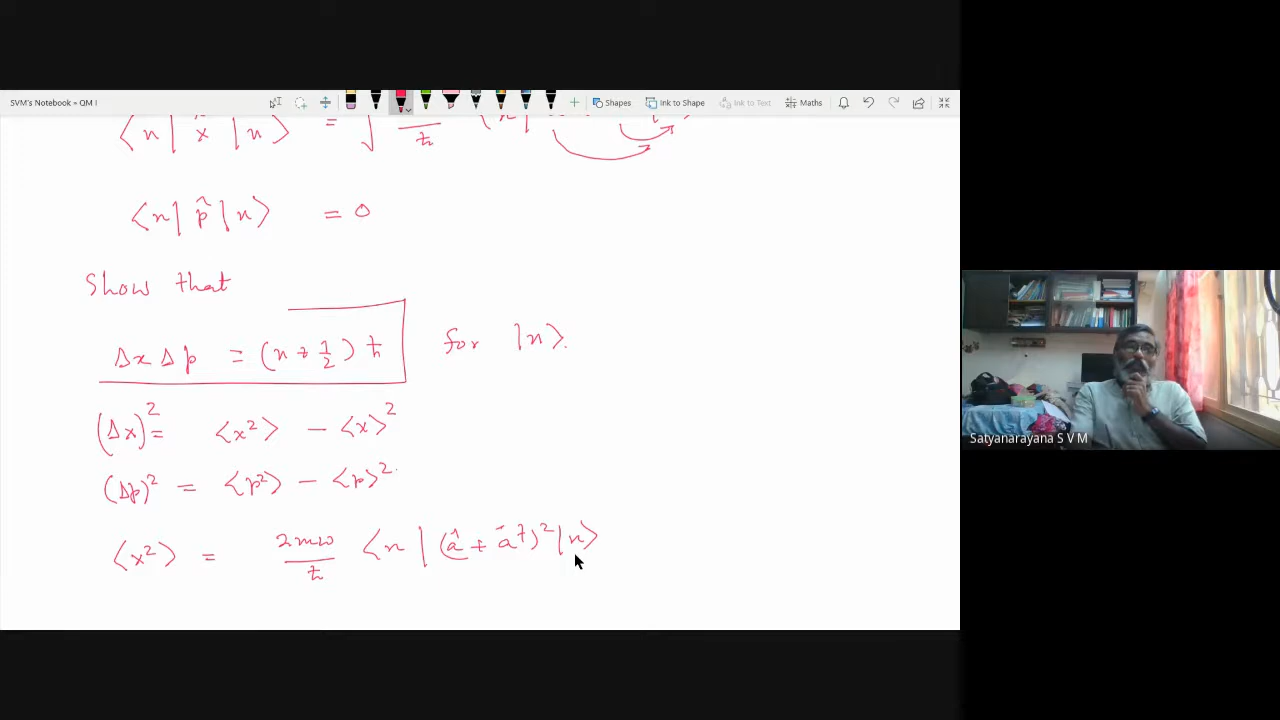 SVM's Notebook » QM I
Shapes
Ink to Shape
Ink to Text
Maths
⟨n| x̂ |n⟩ = √ ħ ⟨n|
⟨n| p̂ |n⟩ = 0
Show that
Δx Δp = (n + 1/2) ħ for |n⟩.
(Δx)² = ⟨x²⟩ - ⟨x⟩²
(Δp)² = ⟨p²⟩ - ⟨p⟩²
⟨x²⟩ = 2mω/ħ ⟨n | (â + â†)² |n⟩
Satyanarayana S V M